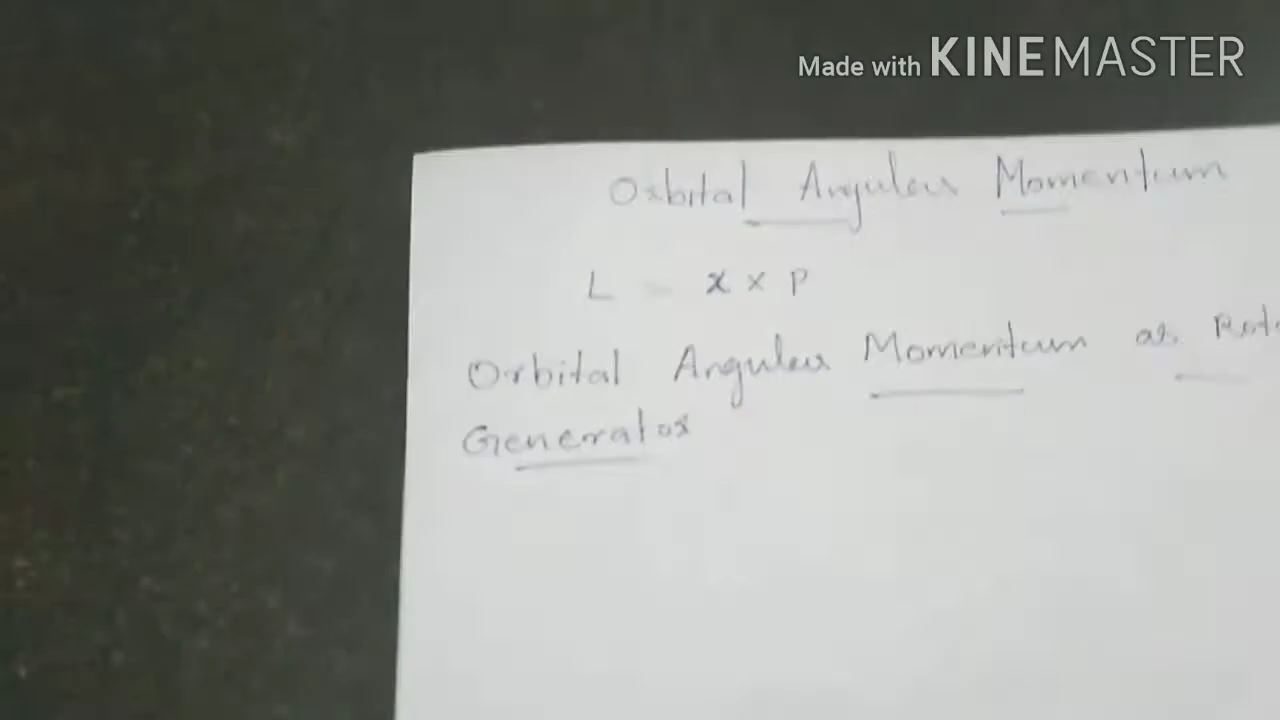 Made with KINEMASTER
Orbital Angular Momentum
L = x × P
Orbital Angular Momentum as
Generator